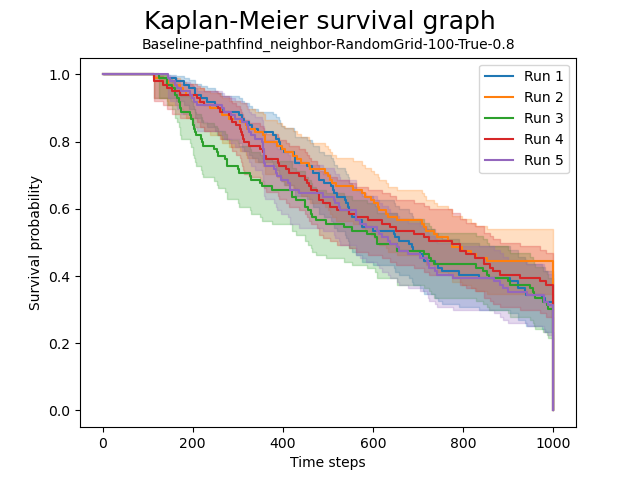 Kaplan-Meier survival graph
Baseline-pathfind_neighbor-RandomGrid-100-True-0.8
Run 1
Run 2
Run 3
Run 4
Run 5
Survival probability
1.0
0.8
0.6
0.4
0.2
0.0
0 200 400 600 800 1000
Time steps